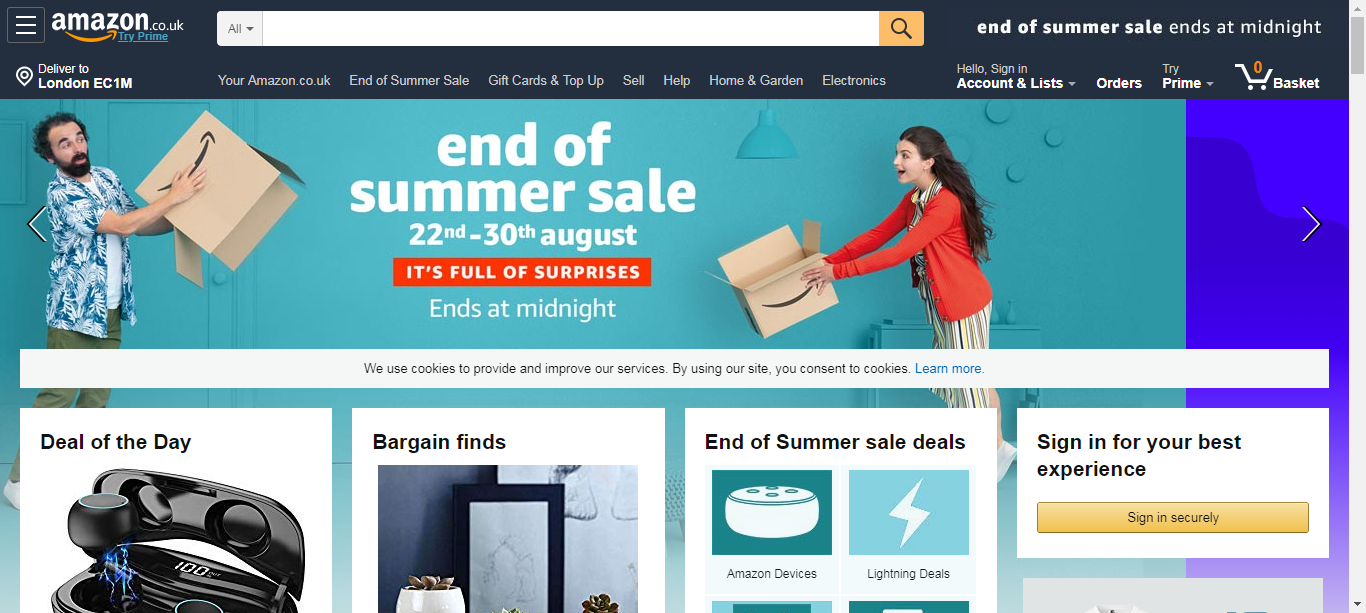 amazon.co.uk
Try Prime
All
end of summer sale ends at midnight
Deliver to
London EC1M
Your Amazon.co.uk
End of Summer Sale
Gift Cards & Top Up
Sell
Help
Home & Garden
Electronics
Hello, Sign in
Account & Lists
Orders
Try
Prime
0
Basket
end of
summer sale
22nd-30th august
IT'S FULL OF SURPRISES
Ends at midnight
We use cookies to provide and improve our services. By using our site, you consent to cookies. Learn more.
Deal of the Day
100
Bargain finds
End of Summer sale deals
Amazon Devices
Lightning Deals
Sign in for your best
experience
Sign in securely